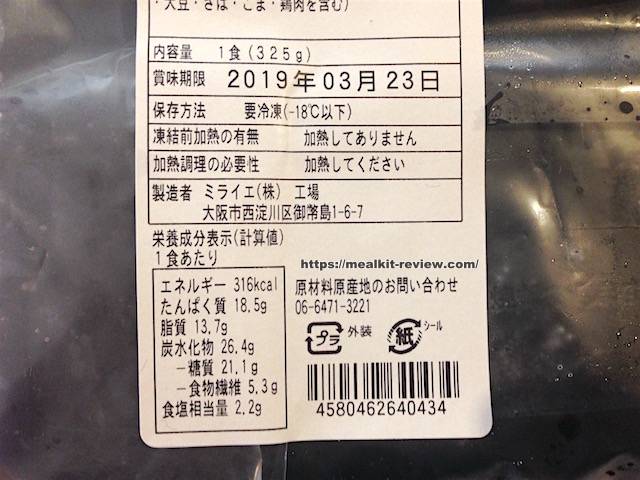 ・大豆・さば・ごま・鶏肉を含む)
内容量 1食(325g)
賞味期限 2019年03月23日
保存方法 要冷凍(-18℃以下)
凍結前加熱の有無 加熱してありません
加熱調理の必要性 加熱してください
製造者 ミライエ(株) 工場
大阪市西淀川区御幣島1-6-7
栄養成分表示(計算値)
1食あたり
エネルギー 316kcal
たんぱく質 18,5g
脂質 13,7g
炭水化物 26,4g
－糖質 21,1g
－食物繊維 5,3g
食塩相当量 2,2g
https://mealkit-review.com/
原材料原産地のお問い合わせ
06-6471-3221
プラ 外装 紙 シール
4580462640434